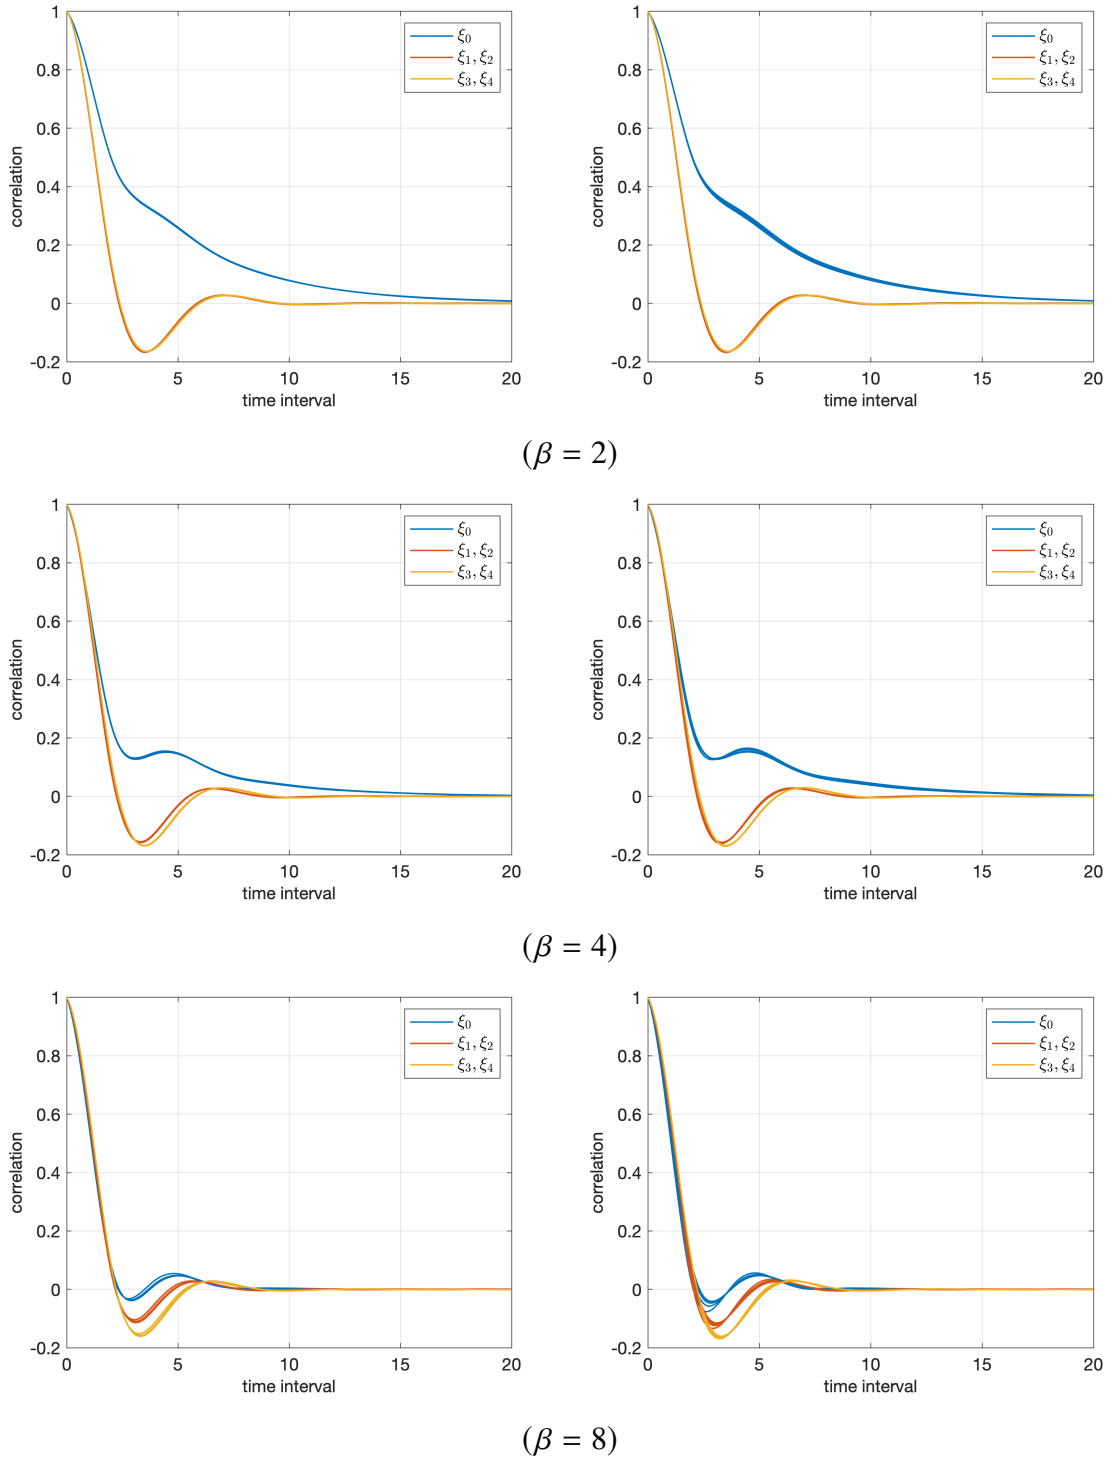 1
0.8
0.6
0.4
0.2
0
-0.2
0 5 10 15 20
correlation
time interval
ξ₀
ξ₁, ξ₂
ξ₃, ξ₄
1
0.8
0.6
0.4
0.2
0
-0.2
0 5 10 15 20
correlation
time interval
ξ₀
ξ₁, ξ₂
ξ₃, ξ₄
(β = 2)
1
0.8
0.6
0.4
0.2
0
-0.2
0 5 10 15 20
correlation
time interval
ξ₀
ξ₁, ξ₂
ξ₃, ξ₄
1
0.8
0.6
0.4
0.2
0
-0.2
0 5 10 15 20
correlation
time interval
ξ₀
ξ₁, ξ₂
ξ₃, ξ₄
(β = 4)
1
0.8
0.6
0.4
0.2
0
-0.2
0 5 10 15 20
correlation
time interval
ξ₀
ξ₁, ξ₂
ξ₃, ξ₄
1
0.8
0.6
0.4
0.2
0
-0.2
0 5 10 15 20
correlation
time interval
ξ₀
ξ₁, ξ₂
ξ₃, ξ₄
(β = 8)